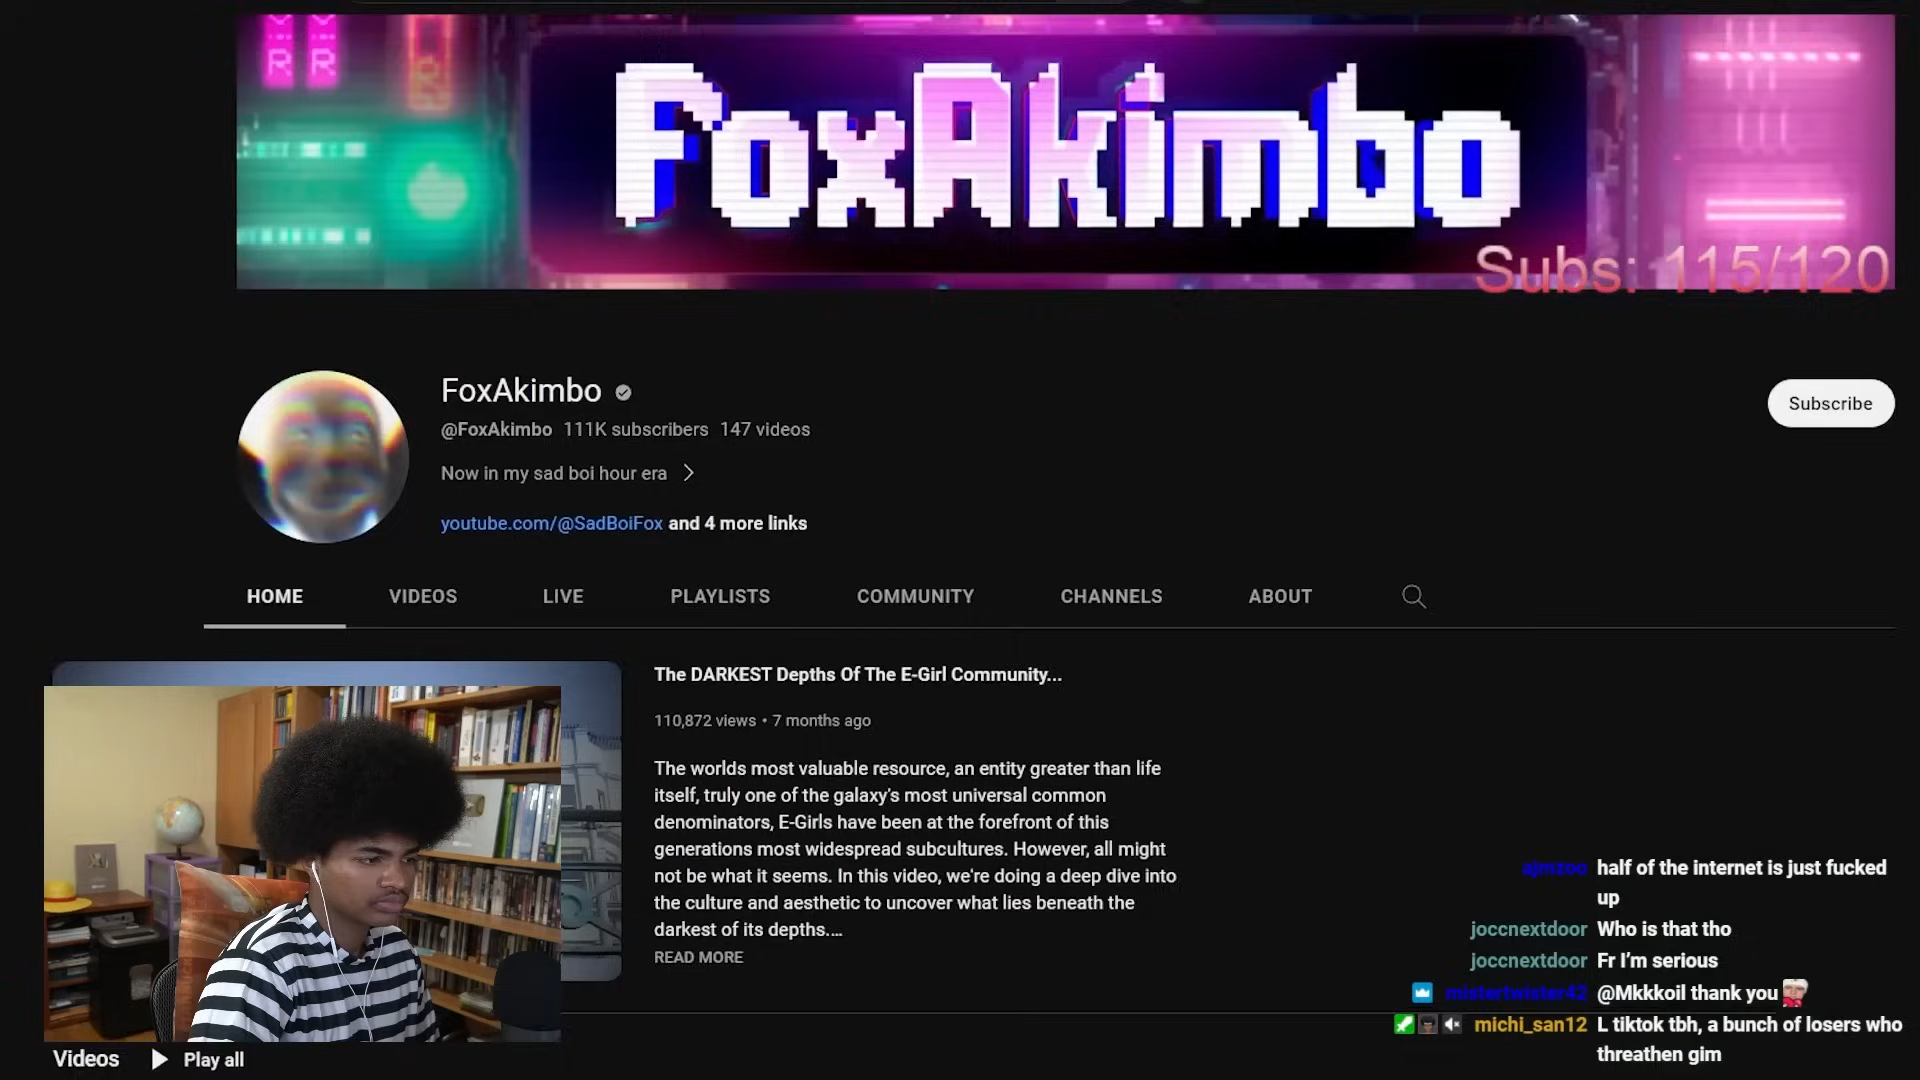 R R
FoxAkimbo
Subs: 115/120
FoxAkimbo
@FoxAkimbo 111K subscribers 147 videos
Now in my sad boi hour era
youtube.com/@SadBoiFox and 4 more links
Subscribe
HOME VIDEOS LIVE PLAYLISTS COMMUNITY CHANNELS ABOUT
The DARKEST Depths Of The E-Girl Community...
110,872 views • 7 months ago
The worlds most valuable resource, an entity greater than life
itself, truly one of the galaxy's most universal common
denominators, E-Girls have been at the forefront of this
generations most widespread subcultures. However, all might
not be what it seems. In this video, we're doing a deep dive into
the culture and aesthetic to uncover what lies beneath the
darkest of its depths....
READ MORE
ajmzoo half of the internet is just fucked
up
joccnextdoor Who is that tho
joccnextdoor Fr I'm serious
mistertwister42 @Mkkkoil thank you
michi_san12 L tiktok tbh, a bunch of losers who
threathen gim
Videos Play all